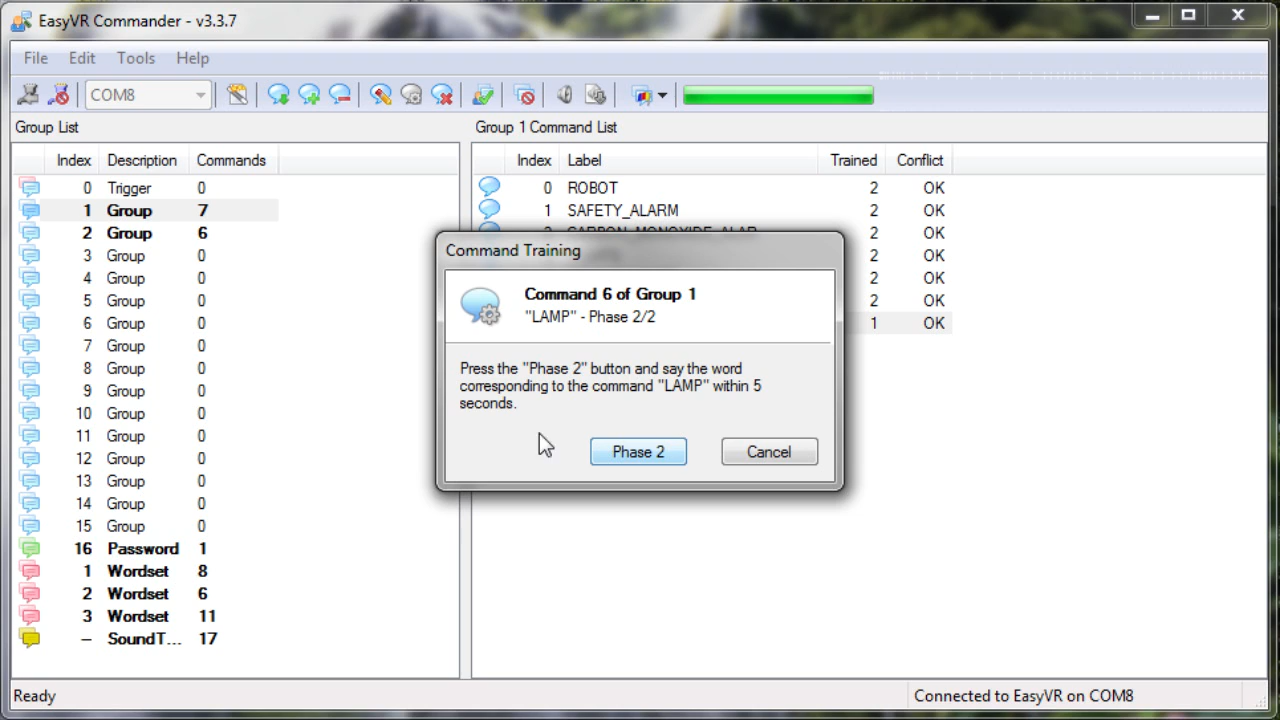 EasyVR Commander - v3.3.7
File Edit Tools Help
COM8
Group List
Index Description Commands
0 Trigger 0
1 Group 7
2 Group 6
3 Group 0
4 Group 0
5 Group 0
6 Group 0
7 Group 0
8 Group 0
9 Group 0
10 Group 0
11 Group 0
12 Group 0
13 Group 0
14 Group 0
15 Group 0
16 Password 1
1 Wordset 8
2 Wordset 6
3 Wordset 11
– SoundT... 17
Group 1 Command List
Index Label Trained Conflict
0 ROBOT 2 OK
1 SAFETY_ALARM 2 OK
2 OK
2 OK
2 OK
2 OK
1 OK
Command Training
Command 6 of Group 1
"LAMP" - Phase 2/2
Press the "Phase 2" button and say the word
corresponding to the command "LAMP" within 5
seconds.
Phase 2 Cancel
Ready
Connected to EasyVR on COM8